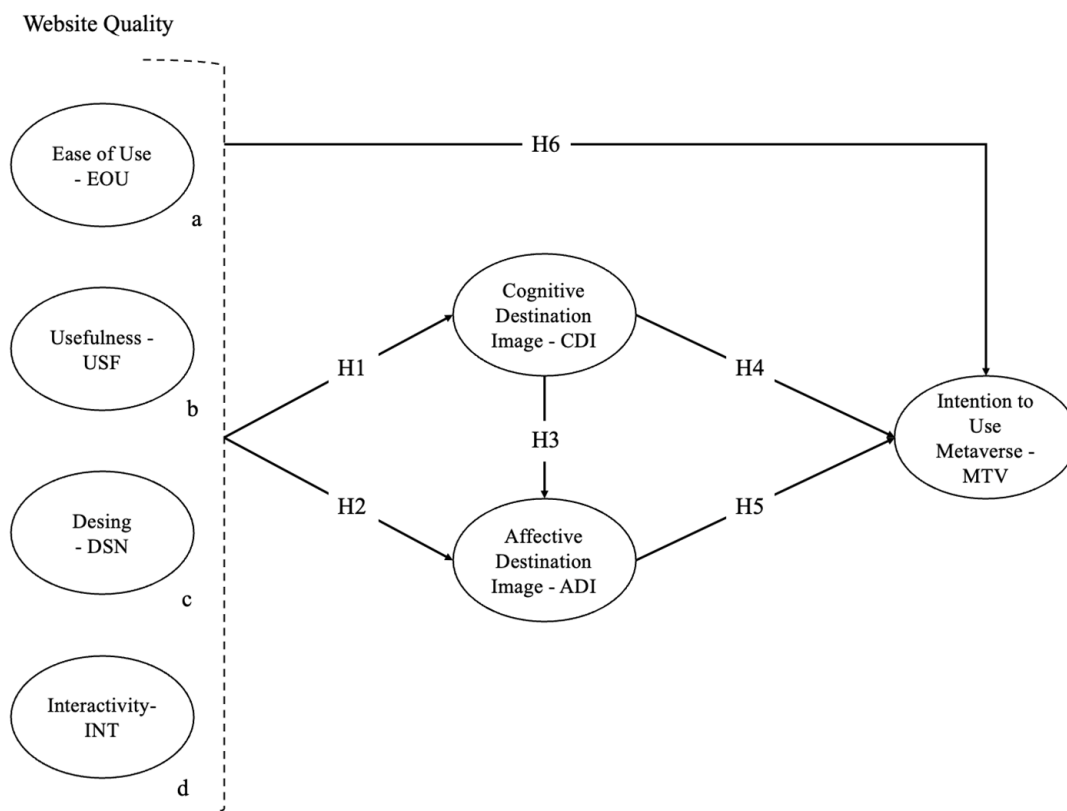 Website Quality
Ease of Use
- EOU
a
Usefulness -
USF
b
Desing
- DSN
c
Interactivity-
INT
d
H6
H1
H2
Cognitive
Destination
Image - CDI
H3
Affective
Destination
Image - ADI
H4
H5
Intention to
Use
Metaverse -
MTV